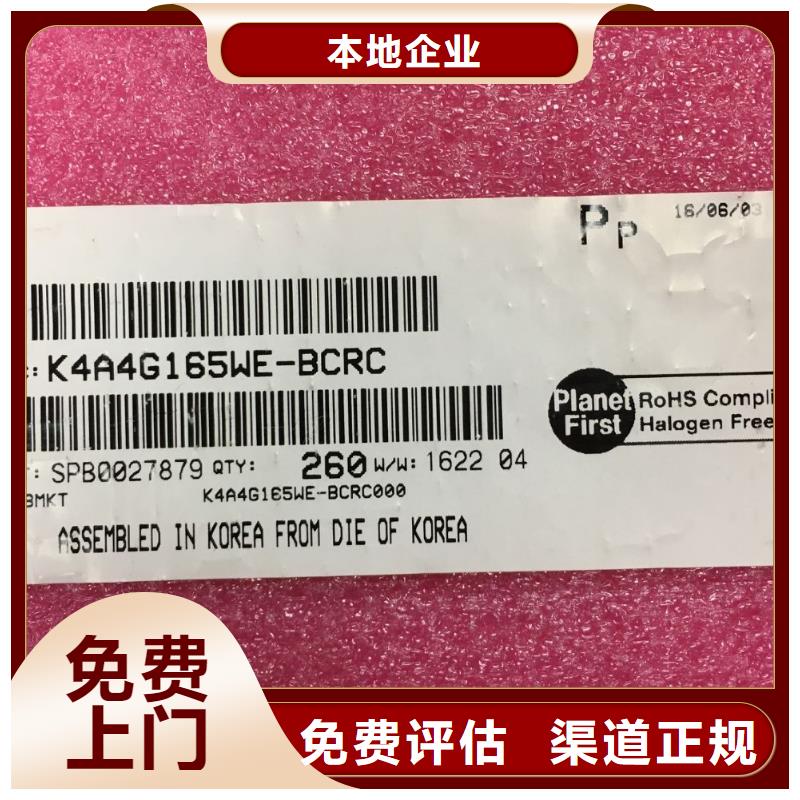 本地企业
Pp
16/06/03
: K4A4G165WE-BCRC
Planet First
RoHS Compli
Halogen Free
: SPB0027879 QTY: 260 W/W: 1622 04
BMKT K4A4G165WE-BCRC000
ASSEMBLED IN KOREA FROM DIE OF KOREA
免费
上门
免费评估 渠道正规